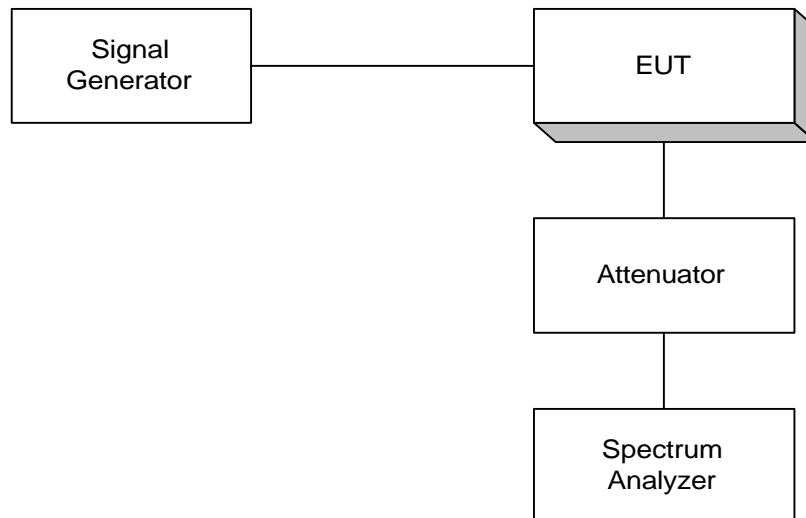 Signal
Generator
EUT
Attenuator
Spectrum
Analyzer